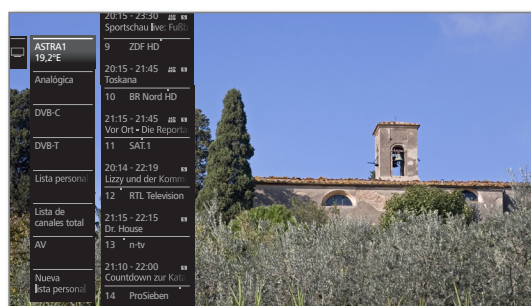 ASTRA1
19,2°E
Analógica
DVB-C
DVB-T
Lista personal
Lista de
canales total
AV
Nueva
lista personal
20:15 - 23:30
Sportschau live: Fußb
9 ZDF HD
20:15 - 21:45
Toskana
10 BR Nord HD
21:15 - 21:45
Vor Ort - Die Reporta
11 SAT.1
20:14 - 22:19
Lizzy und der Komm
12 RTL Television
21:15 - 22:15
Dr. House
13 n-tv
21:10 - 22:00
Countdown zur Kata
14 ProSieben